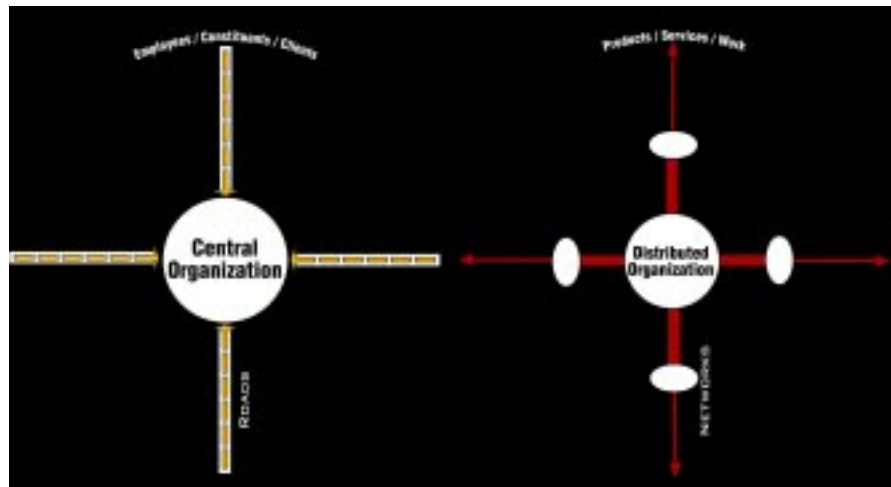 Employees / Constituents / Clients
Central
Organization
ROADS
Products | Services / Work
Distributed
Organization
NETWORKS